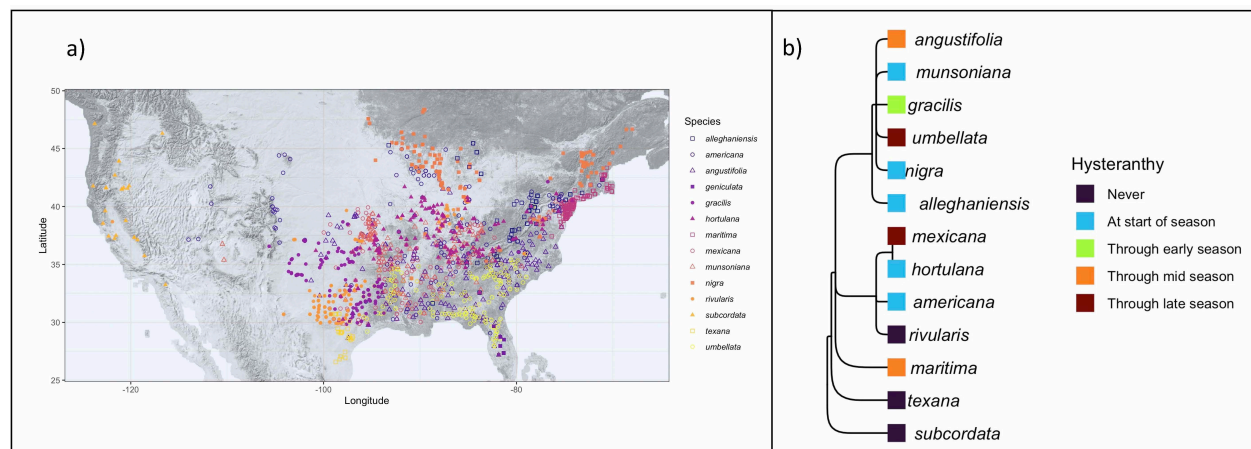 a)
50
45
40
35
30
25
Latitude
-120
-100
-80
Longitude
Species
alleghaniensis
americana
angustifolia
geniculata
gracilis
hortulana
maritima
mexicana
munsoniana
nigra
rivularis
subcordata
texana
umbellata
b)
angustifolia
munsoniana
gracilis
umbellata
nigra
alleghaniensis
mexicana
hortulana
americana
rivularis
maritima
texana
subcordata
Hysteranthy
Never
At start of season
Through early season
Through mid season
Through late season